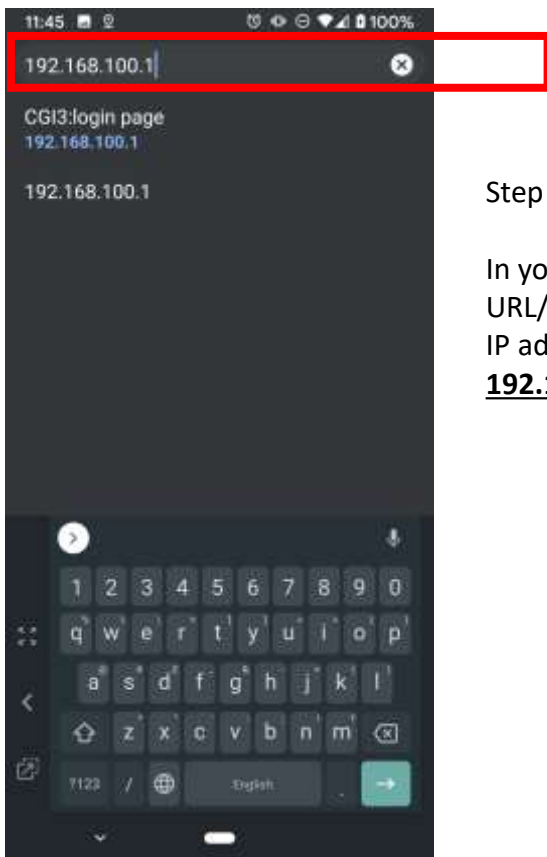 11:45 100%
192.168.100.1
CGI3:login page
192.168.100.1
192.168.100.1
Step
In yo
URL/
IP ad
192.1
1 2 3 4 5 6 7 8 9 0
q w e r t y u i o p
a s d f g h j k l
z x c v b n m
?123 / English .